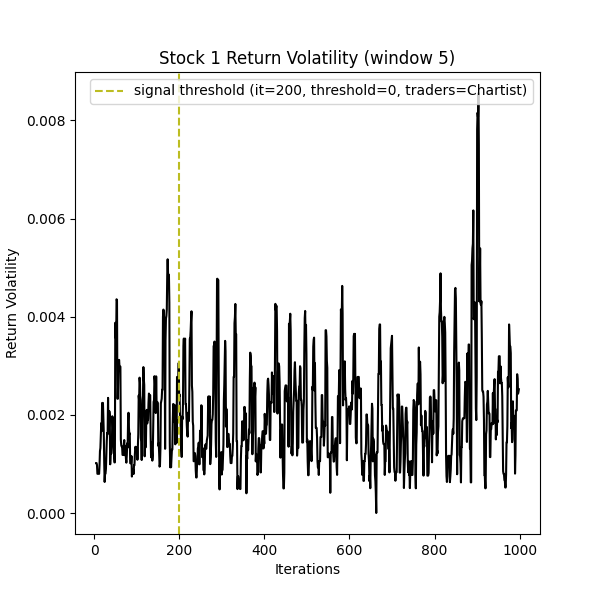 Stock 1 Return Volatility (window 5)
signal threshold (it=200, threshold=0, traders=Chartist)
0.008
0.006
0.004
0.002
0.000
Return Volatility
0 200 400 600 800 1000
Iterations